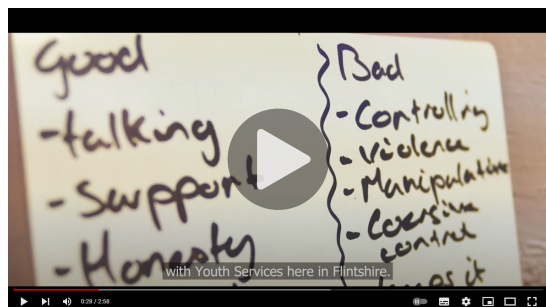 Good
-talking
-Support
-Honesty
Bad
-Controlling
-Violence
-Manipulation
-Coersive
control
with Youth Services here in Flintshire.
0:28 / 2:58